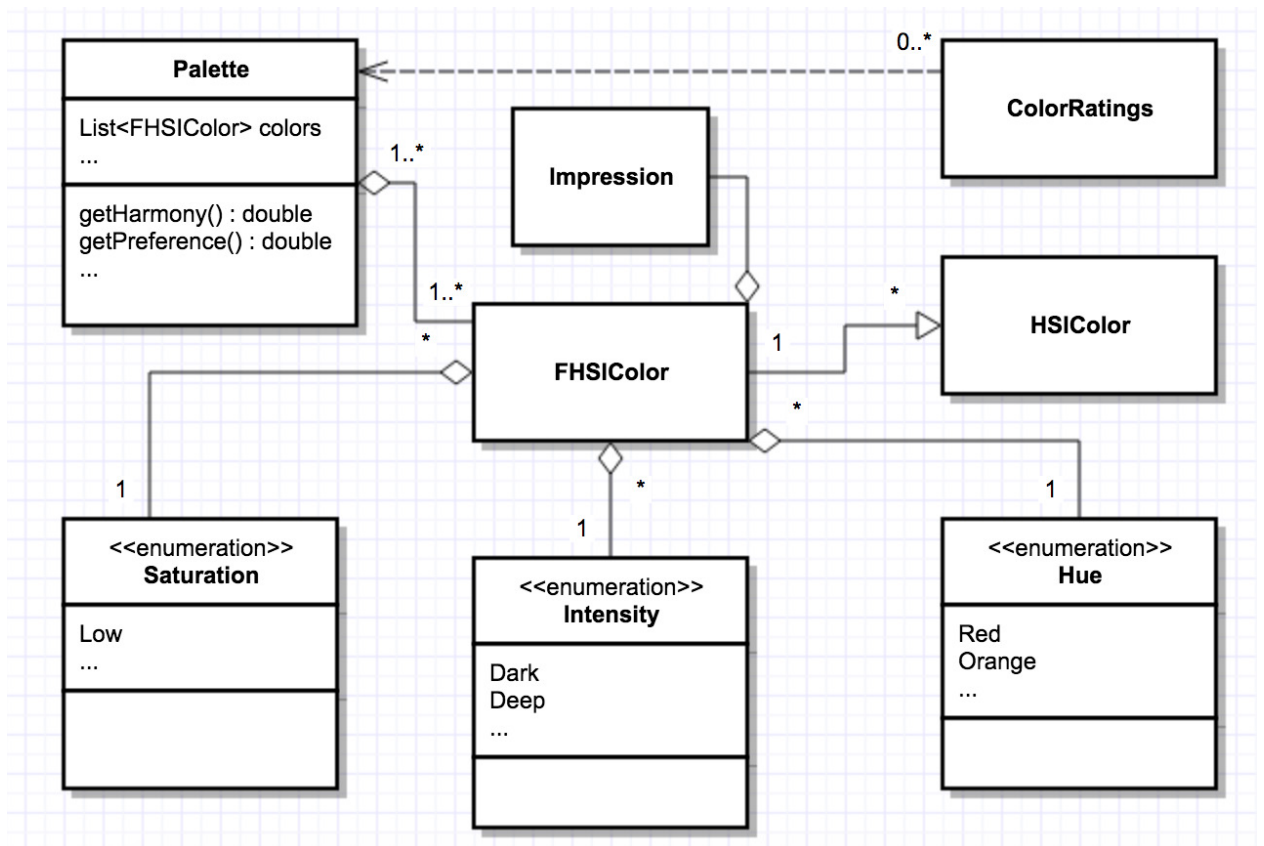 Palette
List<FHSIColor> colors
...
getHarmony() : double
getPreference() : double
...
0..*
ColorRatings
Impression
1..*
1..*
*
HSIColor
*
1
FHSIColor
*
*
1
1
1
<<enumeration>>
Saturation
Low
...
<<enumeration>>
Intensity
Dark
Deep
...
<<enumeration>>
Hue
Red
Orange
...